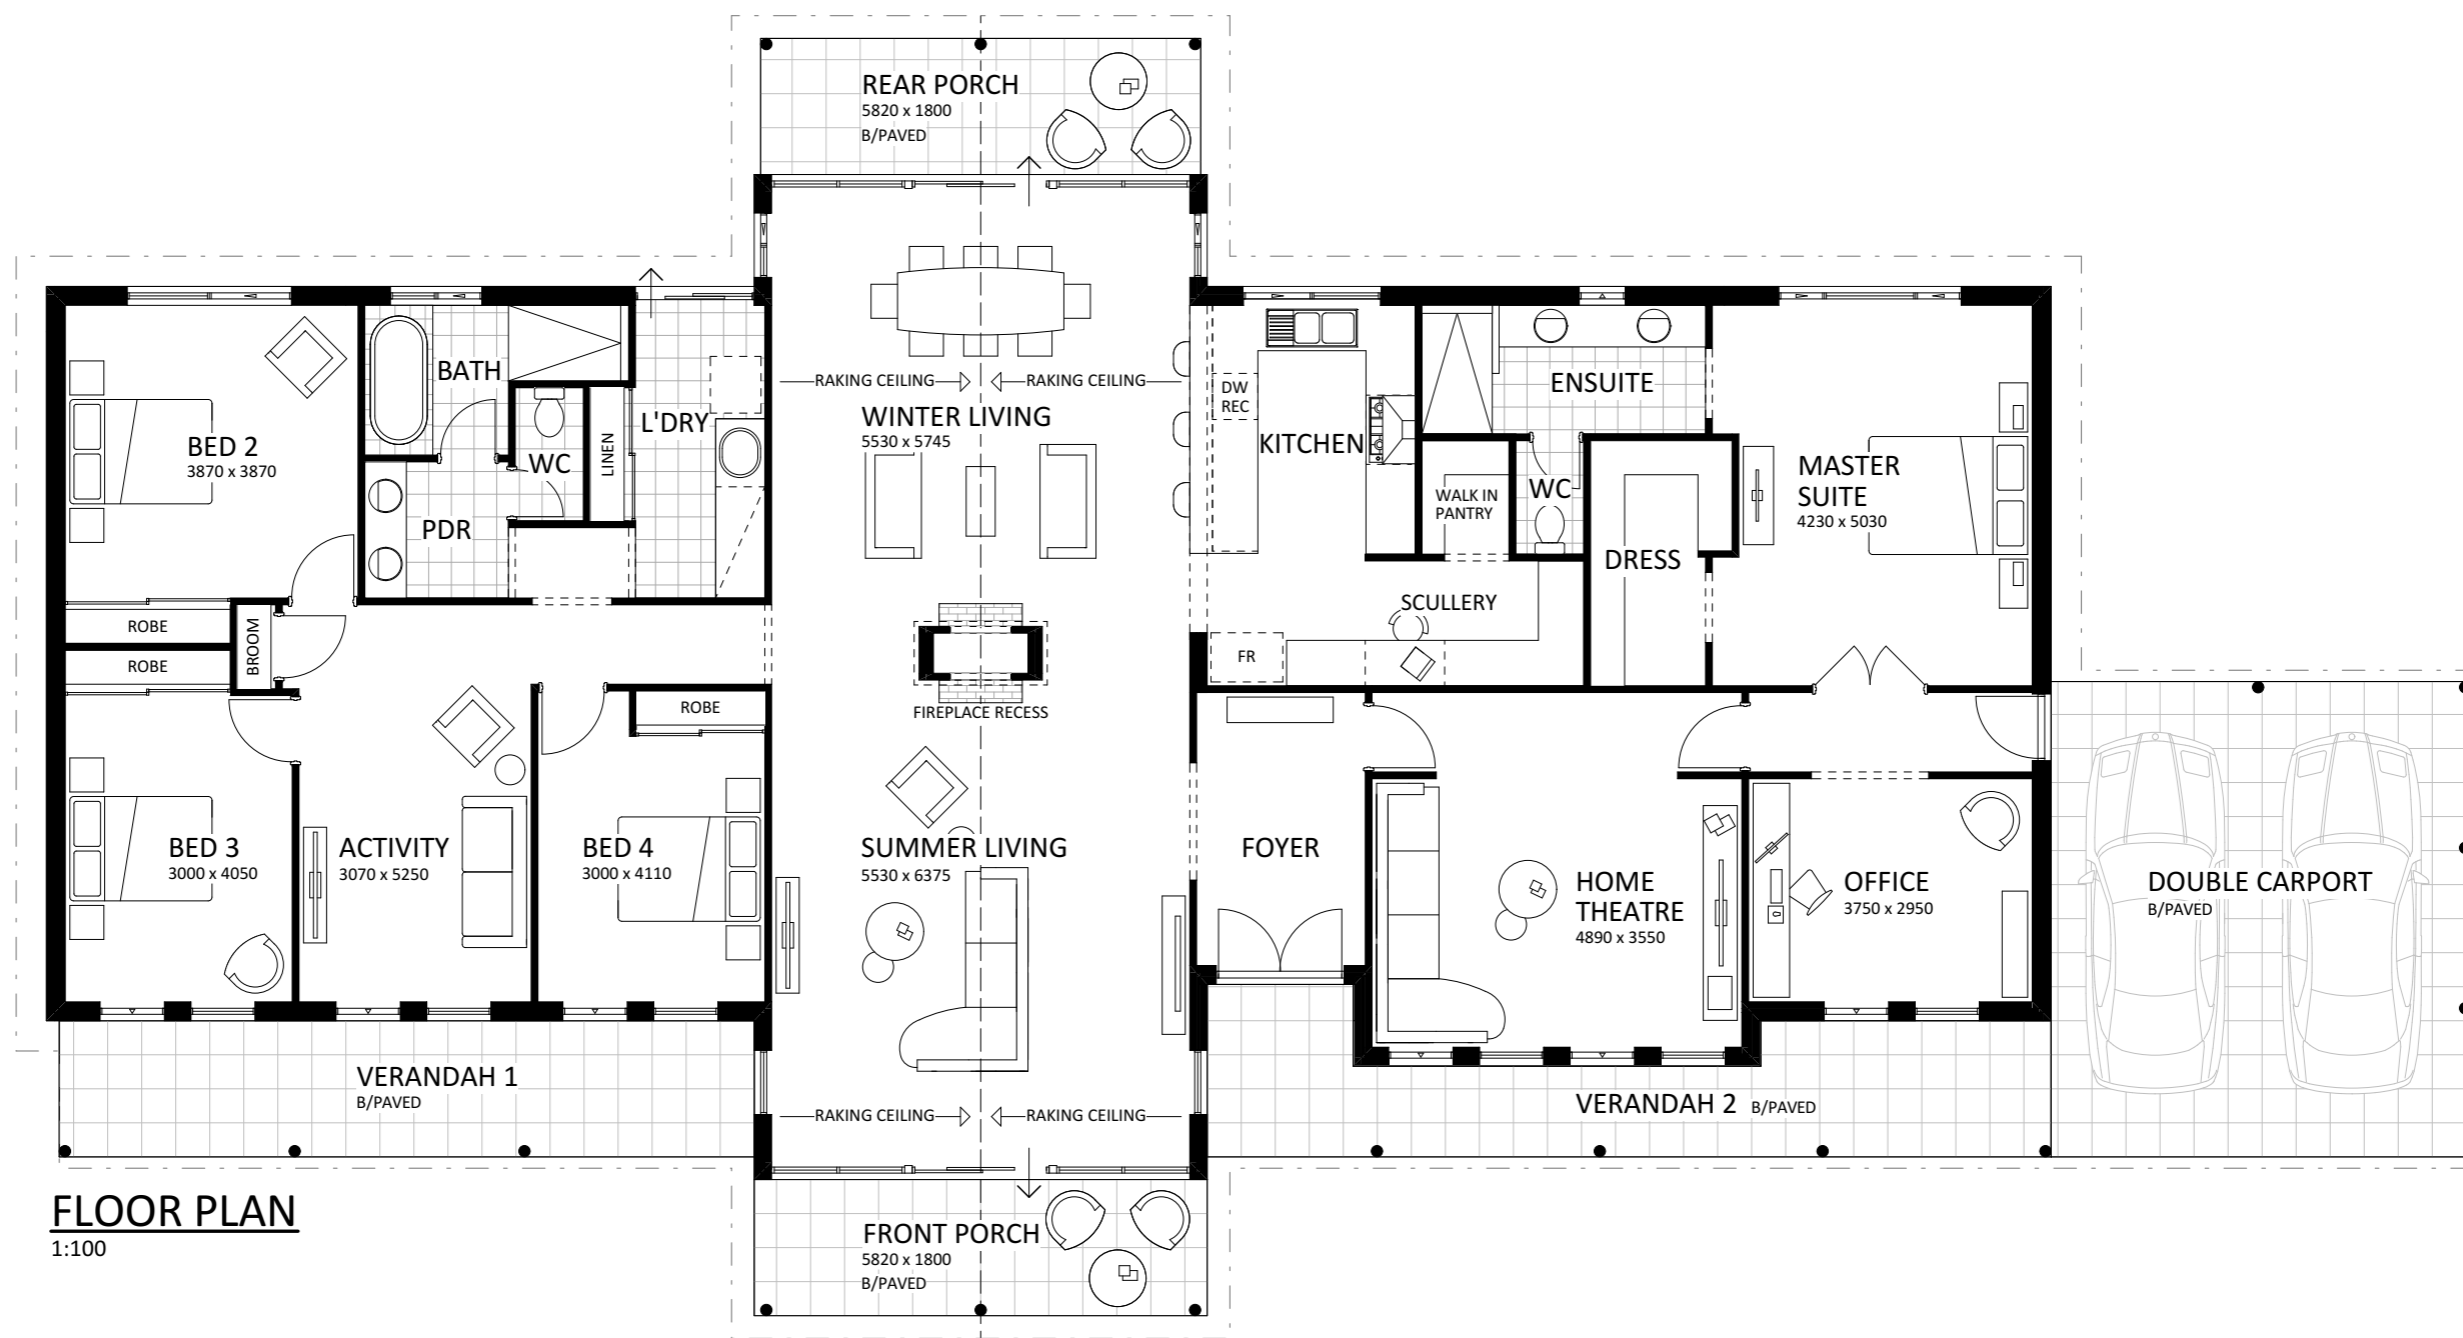 REAR PORCH
5820 x 1800
B/PAVED
BATH
BED 2
3870 x 3870
PDR
WC
LINEN
L'DRY
RAKING CEILING
RAKING CEILING
WINTER LIVING
5530 x 5745
DW
REC
KITCHEN
ENSUITE
WALK IN
PANTRY
WC
DRESS
MASTER
SUITE
4230 x 5030
SCULLERY
FR
ROBE
ROBE
BROOM
ROBE
FIREPLACE RECESS
BED 3
3000 x 4050
ACTIVITY
3070 x 5250
BED 4
3000 x 4110
SUMMER LIVING
5530 x 6375
FOYER
HOME
THEATRE
4890 x 3550
OFFICE
3750 x 2950
DOUBLE CARPORT
B/PAVED
VERANDAH 1
B/PAVED
RAKING CEILING
RAKING CEILING
VERANDAH 2 B/PAVED
FRONT PORCH
5820 x 1800
B/PAVED
FLOOR PLAN
1:100